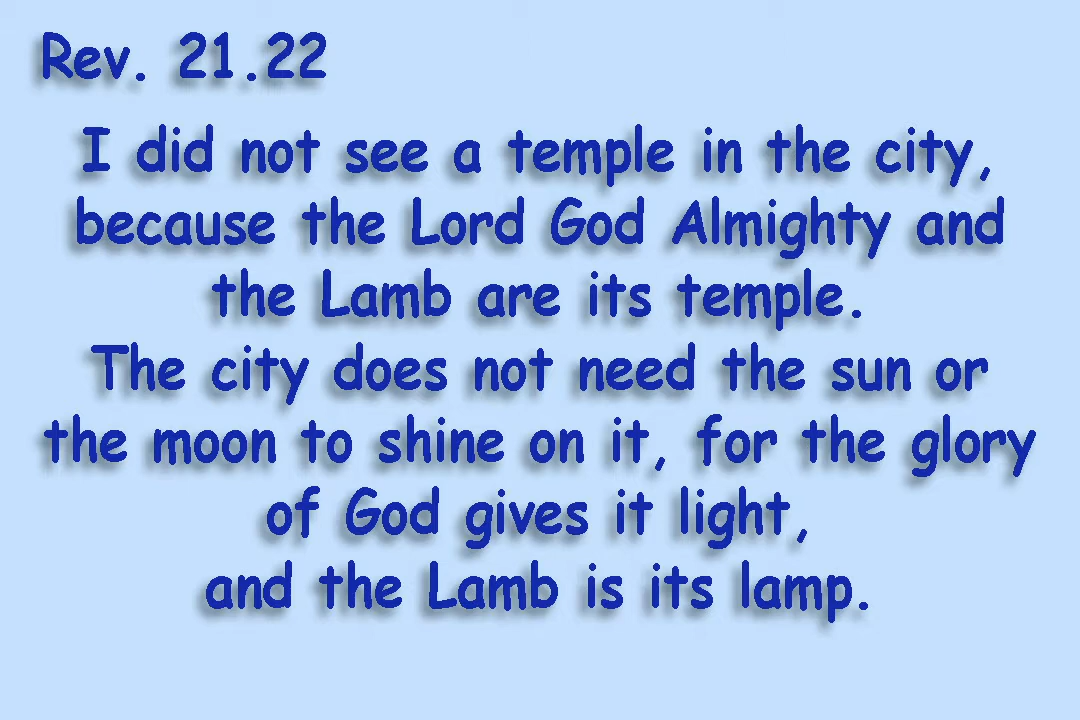 Rev. 21.22
I did not see a temple in the city,
because the Lord God Almighty and
the Lamb are its temple.
The city does not need the sun or
the moon to shine on it, for the glory
of God gives it light,
and the Lamb is its lamp.